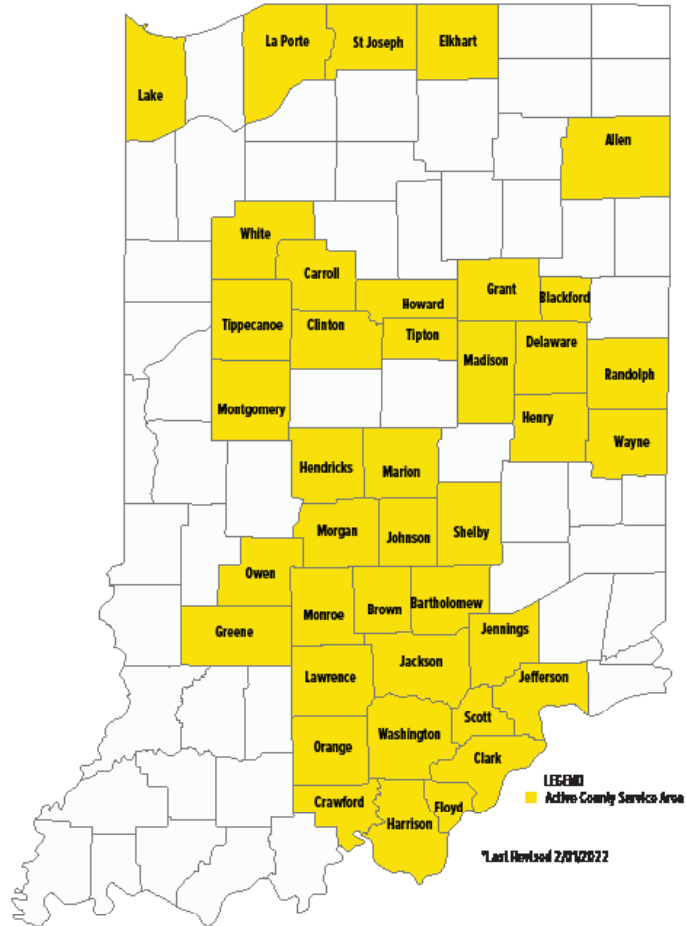 La Porte
St Joseph
Elkhart
Lake
Allen
White
Carroll
Grant
Howard
Blackford
Tippecanoe
Clinton
Tipton
Delaware
Madison
Randolph
Montgomery
Henry
Wayne
Hendricks
Marion
Morgan
Johnson
Shelby
Owen
Monroe
Brown
Bartholomew
Greene
Jennings
Jackson
Lawrence
Jefferson
Scott
Washington
Orange
Clark
LEGEND
Active County Service Area
Crawford
Floyd
Harrison
*Last Revised 2/01/2022